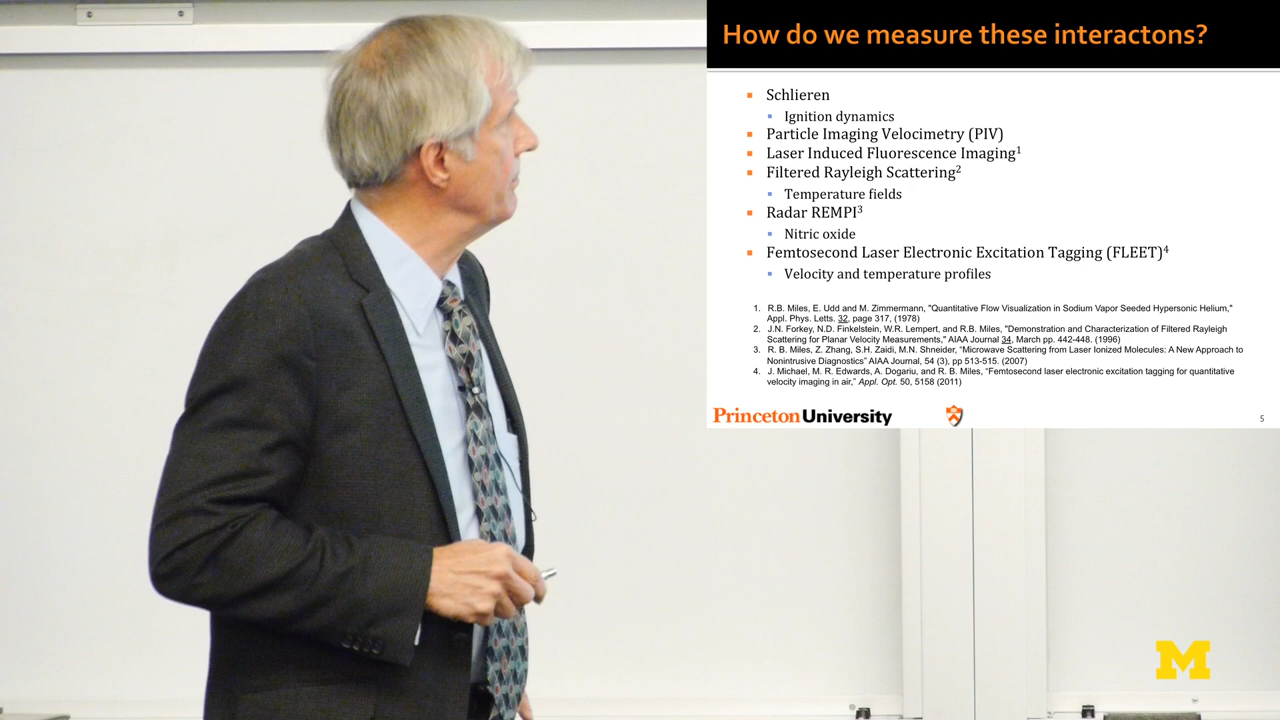 How do we measure these interactons?
Schlieren
Ignition dynamics
Particle Imaging Velocimetry (PIV)
Laser Induced Fluorescence Imaging1
Filtered Rayleigh Scattering2
Temperature fields
Radar REMPI3
Nitric oxide
Femtosecond Laser Electronic Excitation Tagging (FLEET)4
Velocity and temperature profiles
1. R.B. Miles, E. Udd and M. Zimmermann, "Quantitative Flow Visualization in Sodium Vapor Seeded Hypersonic Helium,"
Appl. Phys. Letts. 32, page 317, (1978)
2. J.N. Forkey, N.D. Finkelstein, W.R. Lempert, and R.B. Miles, "Demonstration and Characterization of Filtered Rayleigh
Scattering for Planar Velocity Measurements," AIAA Journal 34, March pp. 442-448. (1996)
3. R. B. Miles, Z. Zhang, S.H. Zaidi, M.N. Shneider, “Microwave Scattering from Laser Ionized Molecules: A New Approach to
Nonintrusive Diagnostics” AIAA Journal, 54 (3), pp 513-515. (2007)
4. J. Michael, M. R. Edwards, A. Dogariu, and R. B. Miles, “Femtosecond laser electronic excitation tagging for quantitative
velocity imaging in air,” Appl. Opt. 50, 5158 (2011)
Princeton University
5
M